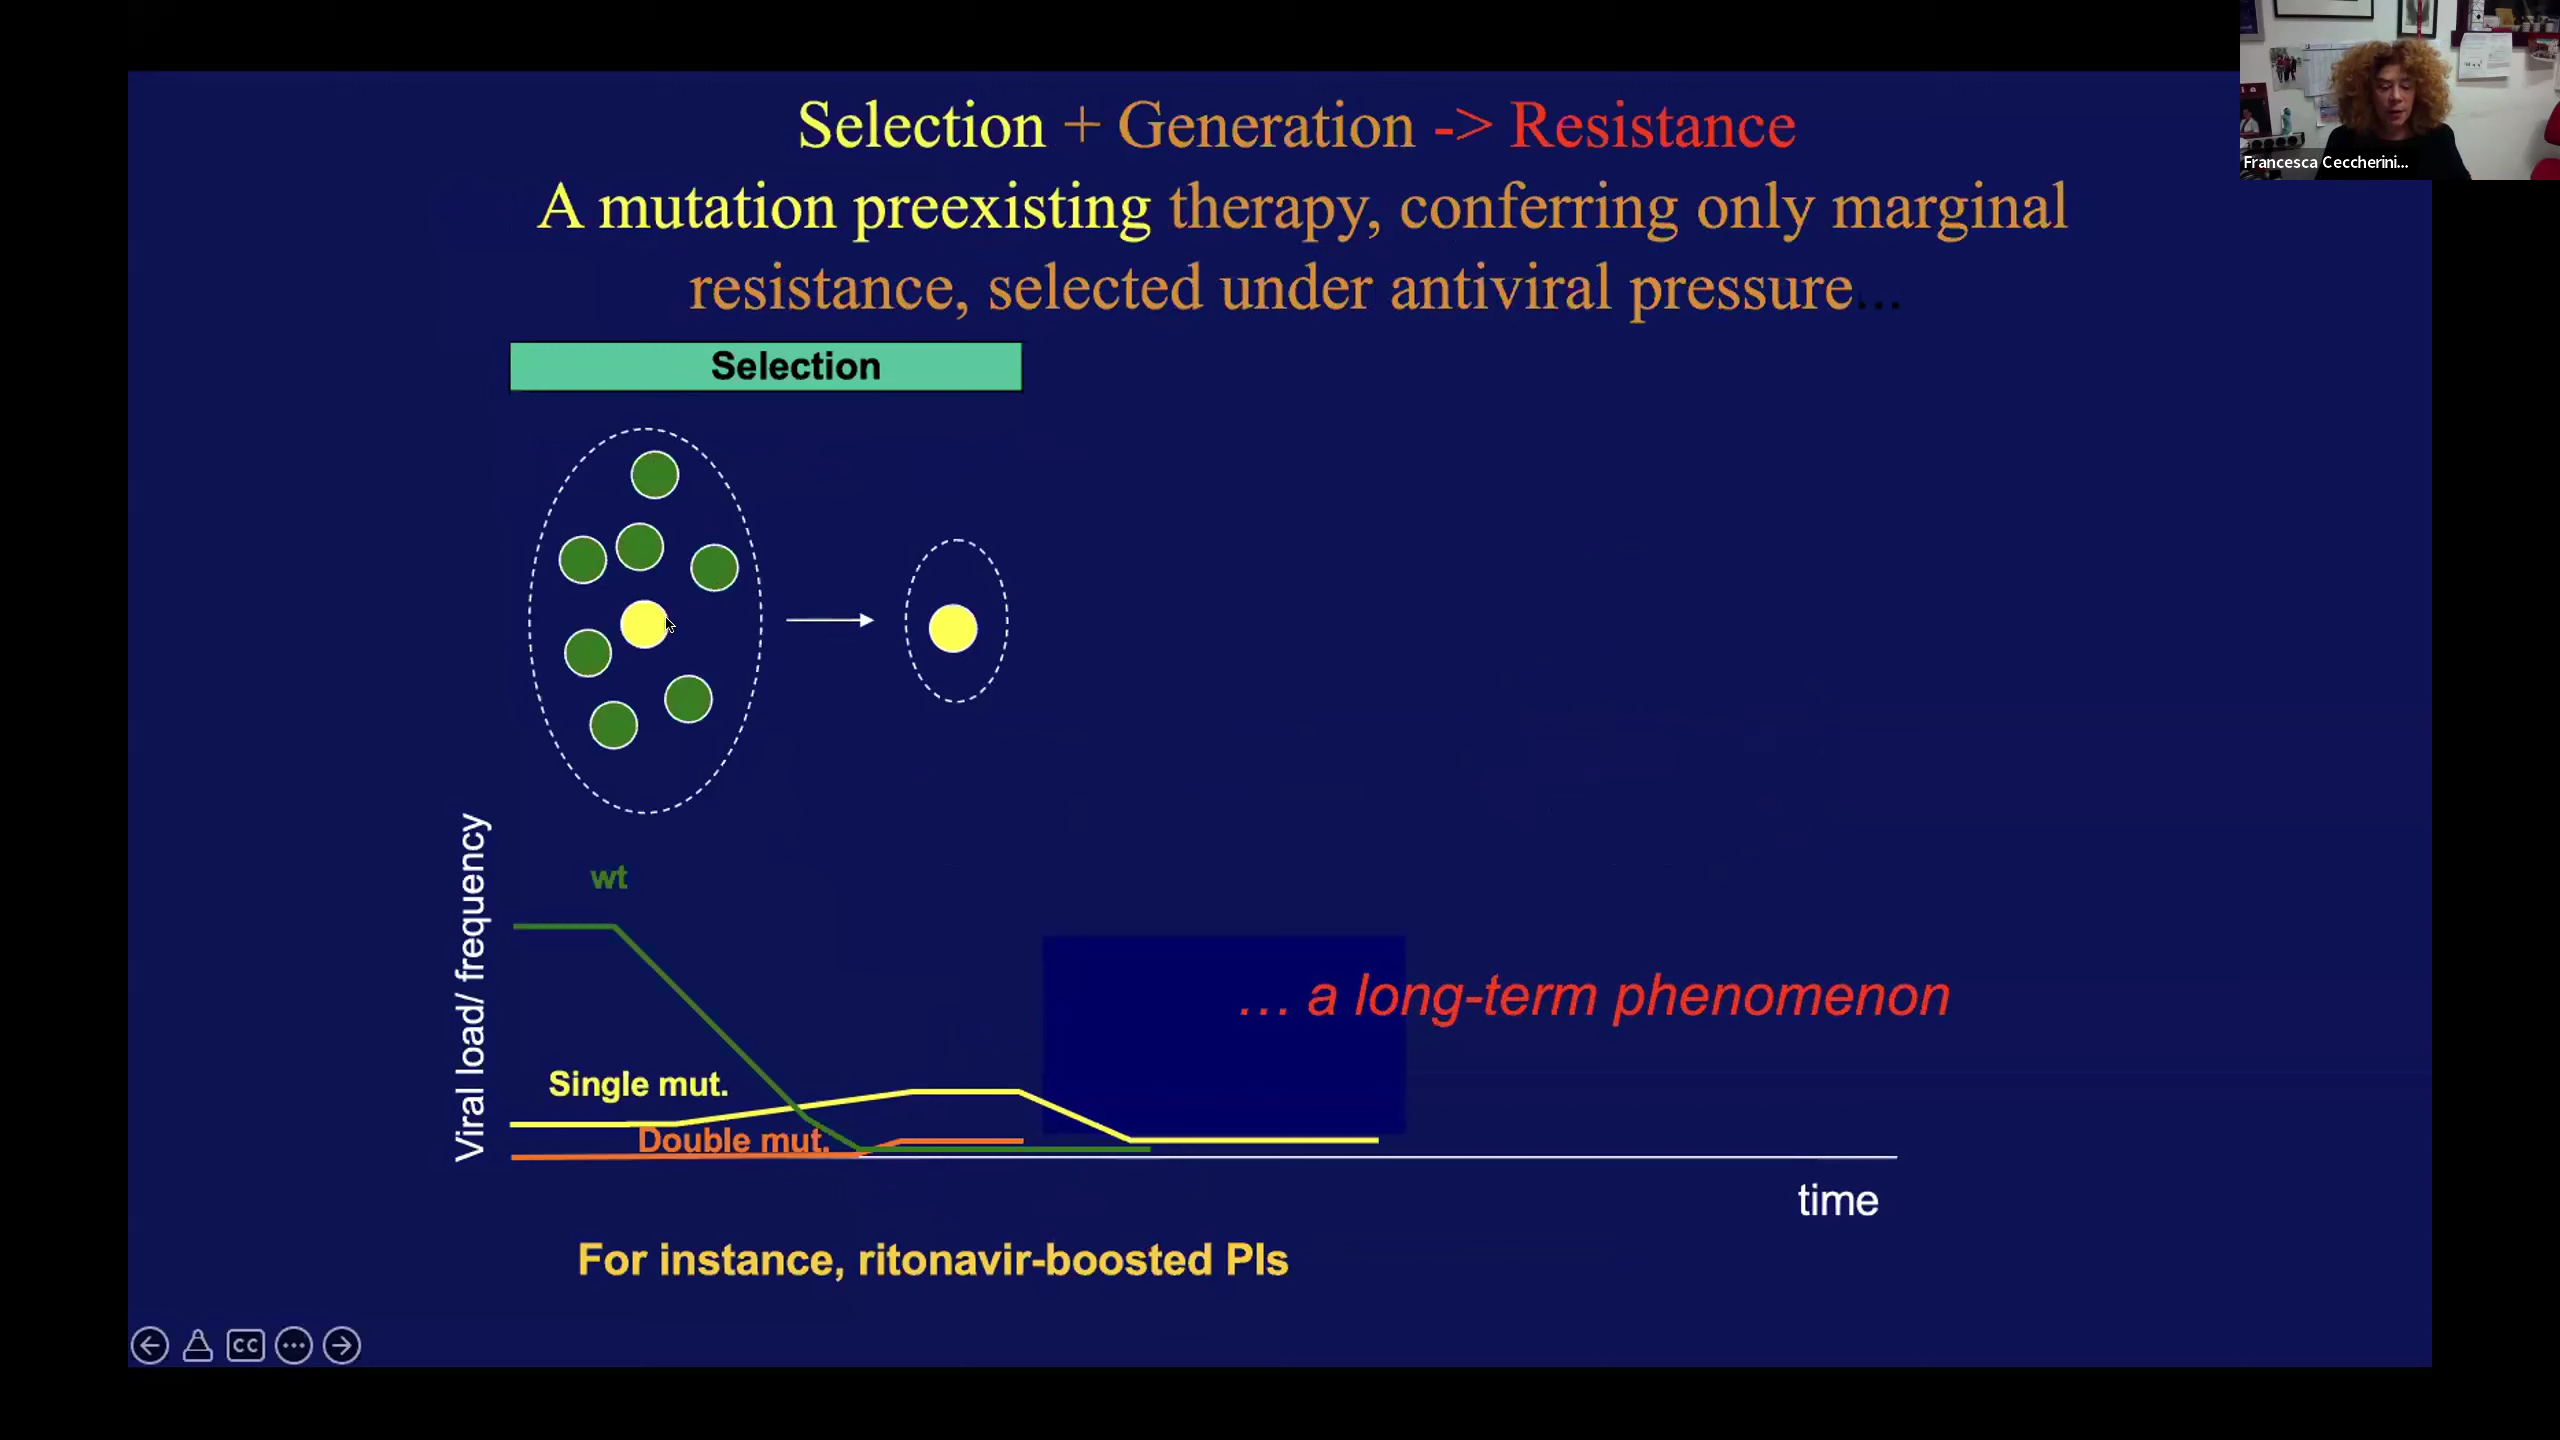 Selection + Generation -> Resistance
A mutation preexisting therapy, conferring only marginal
resistance, selected under antiviral pressure...
Francesca Ceccherini...
Selection
Viral load/ frequency
wt
... a long-term phenomenon
Single mut.
Double mut.
time
For instance, ritonavir-boosted PIs
CC